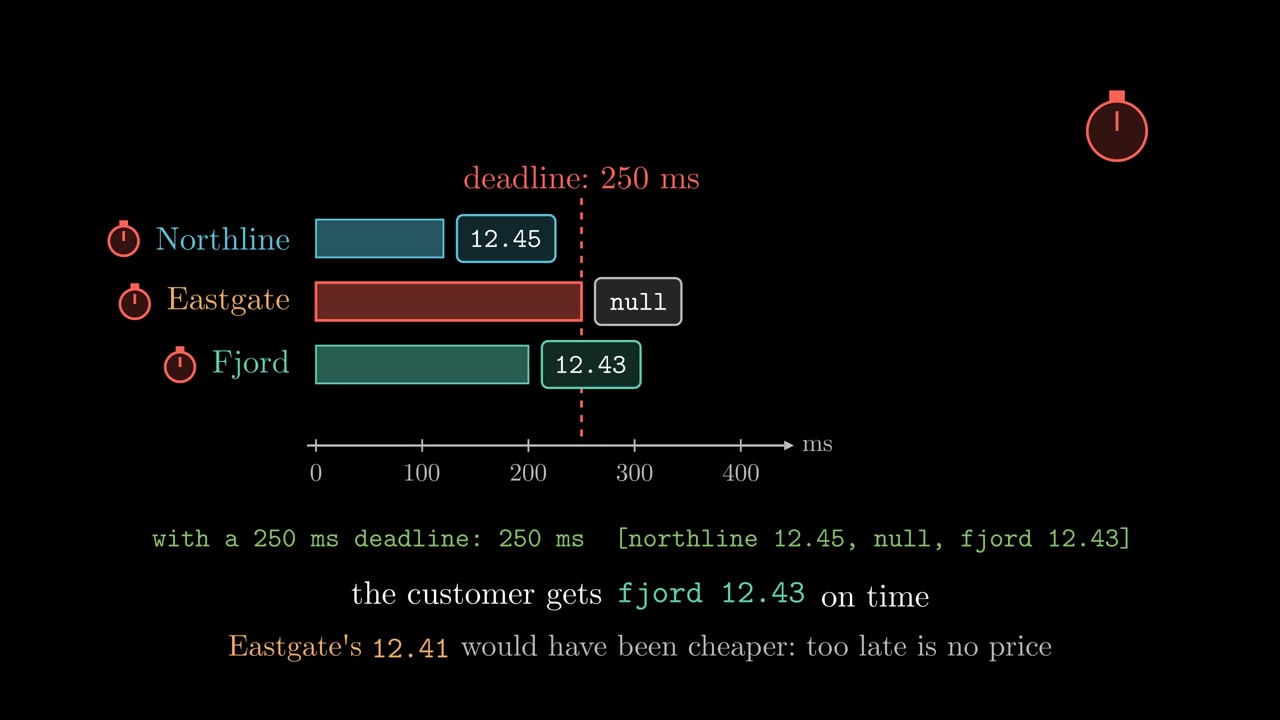 deadline: 250 ms
Northline 12.45
Eastgate null
Fjord 12.43
ms
0 100 200 300 400
with a 250 ms deadline: 250 ms [northline 12.45, null, fjord 12.43]
the customer gets fjord 12.43 on time
Eastgate's 12.41 would have been cheaper: too late is no price